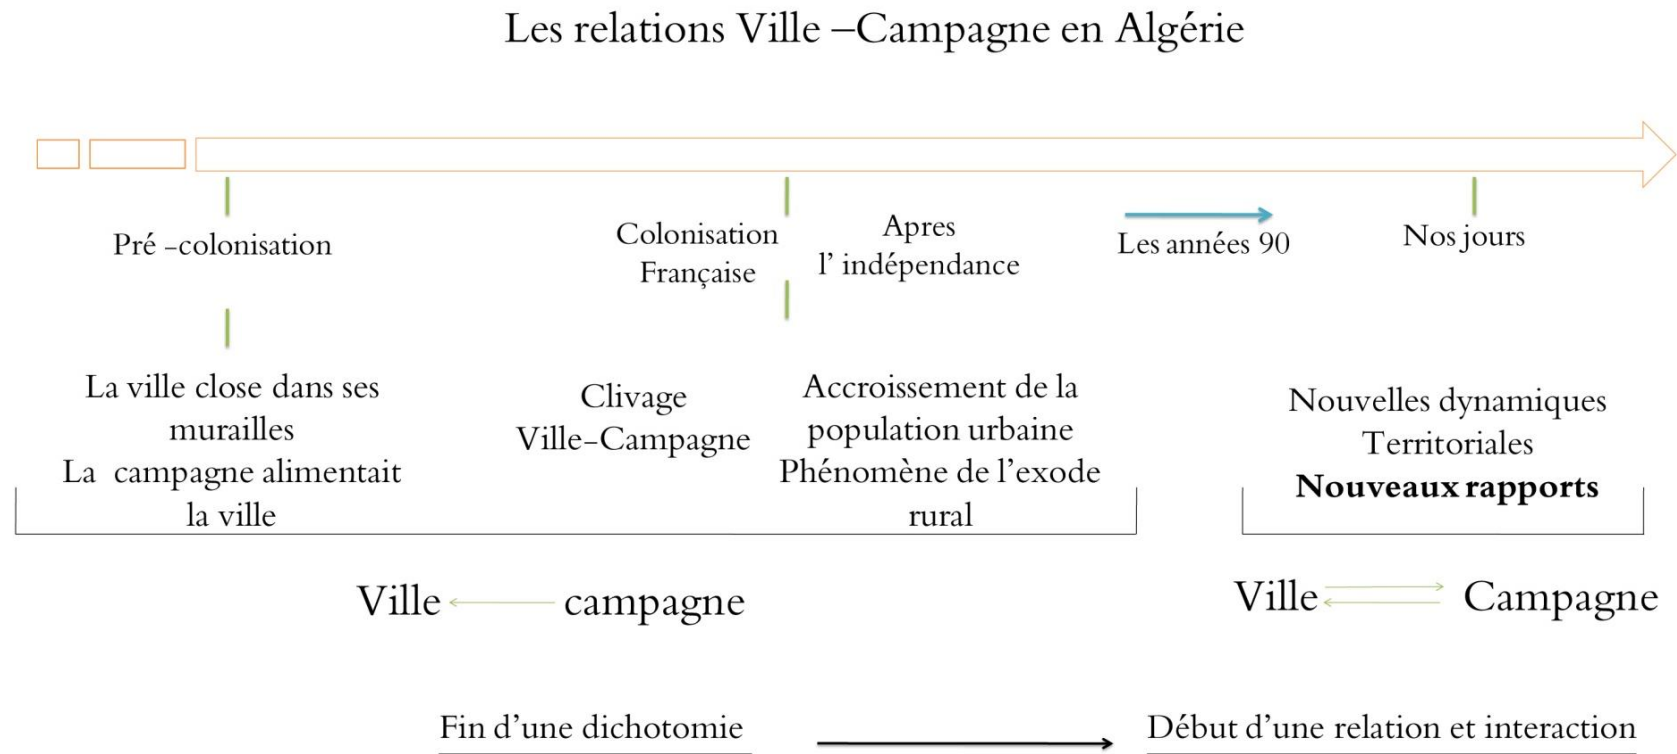 Les relations Ville –Campagne en Algérie
Pré -colonisation
Colonisation
Française
Apres
l’ indépendance
Les années 90
Nos jours
La ville close dans ses
murailles
La campagne alimentait
la ville
Clivage
Ville-Campagne
Accroissement de la
population urbaine
Phénomène de l’exode
rural
Nouvelles dynamiques
Territoriales
Nouveaux rapports
Ville campagne
Ville Campagne
Fin d’une dichotomie
Début d’une relation et interaction